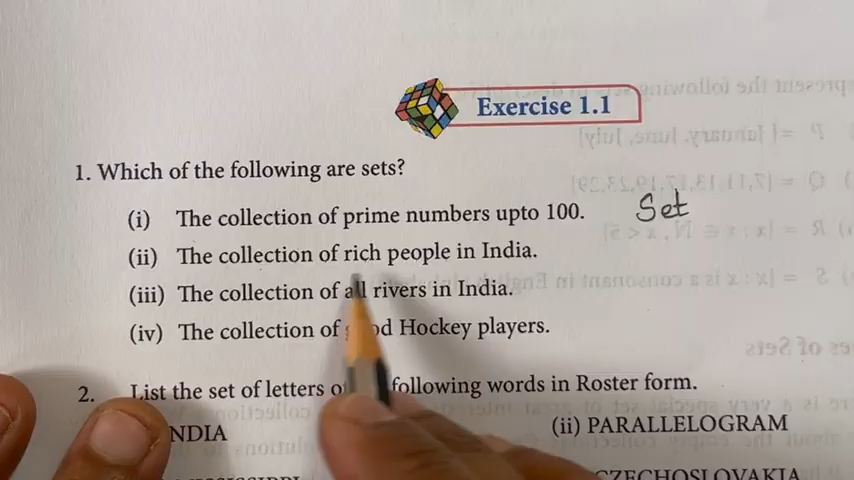 Exercise 1.1
1. Which of the following are sets?
(i) The collection of prime numbers upto 100. Set
(ii) The collection of rich people in India.
(iii) The collection of all rivers in India.
(iv) The collection of Hockey players.
2. List the set of letters following words in Roster form.
NDIA (ii) PARALLELOGRAM
CZECHOSLOVAKIA